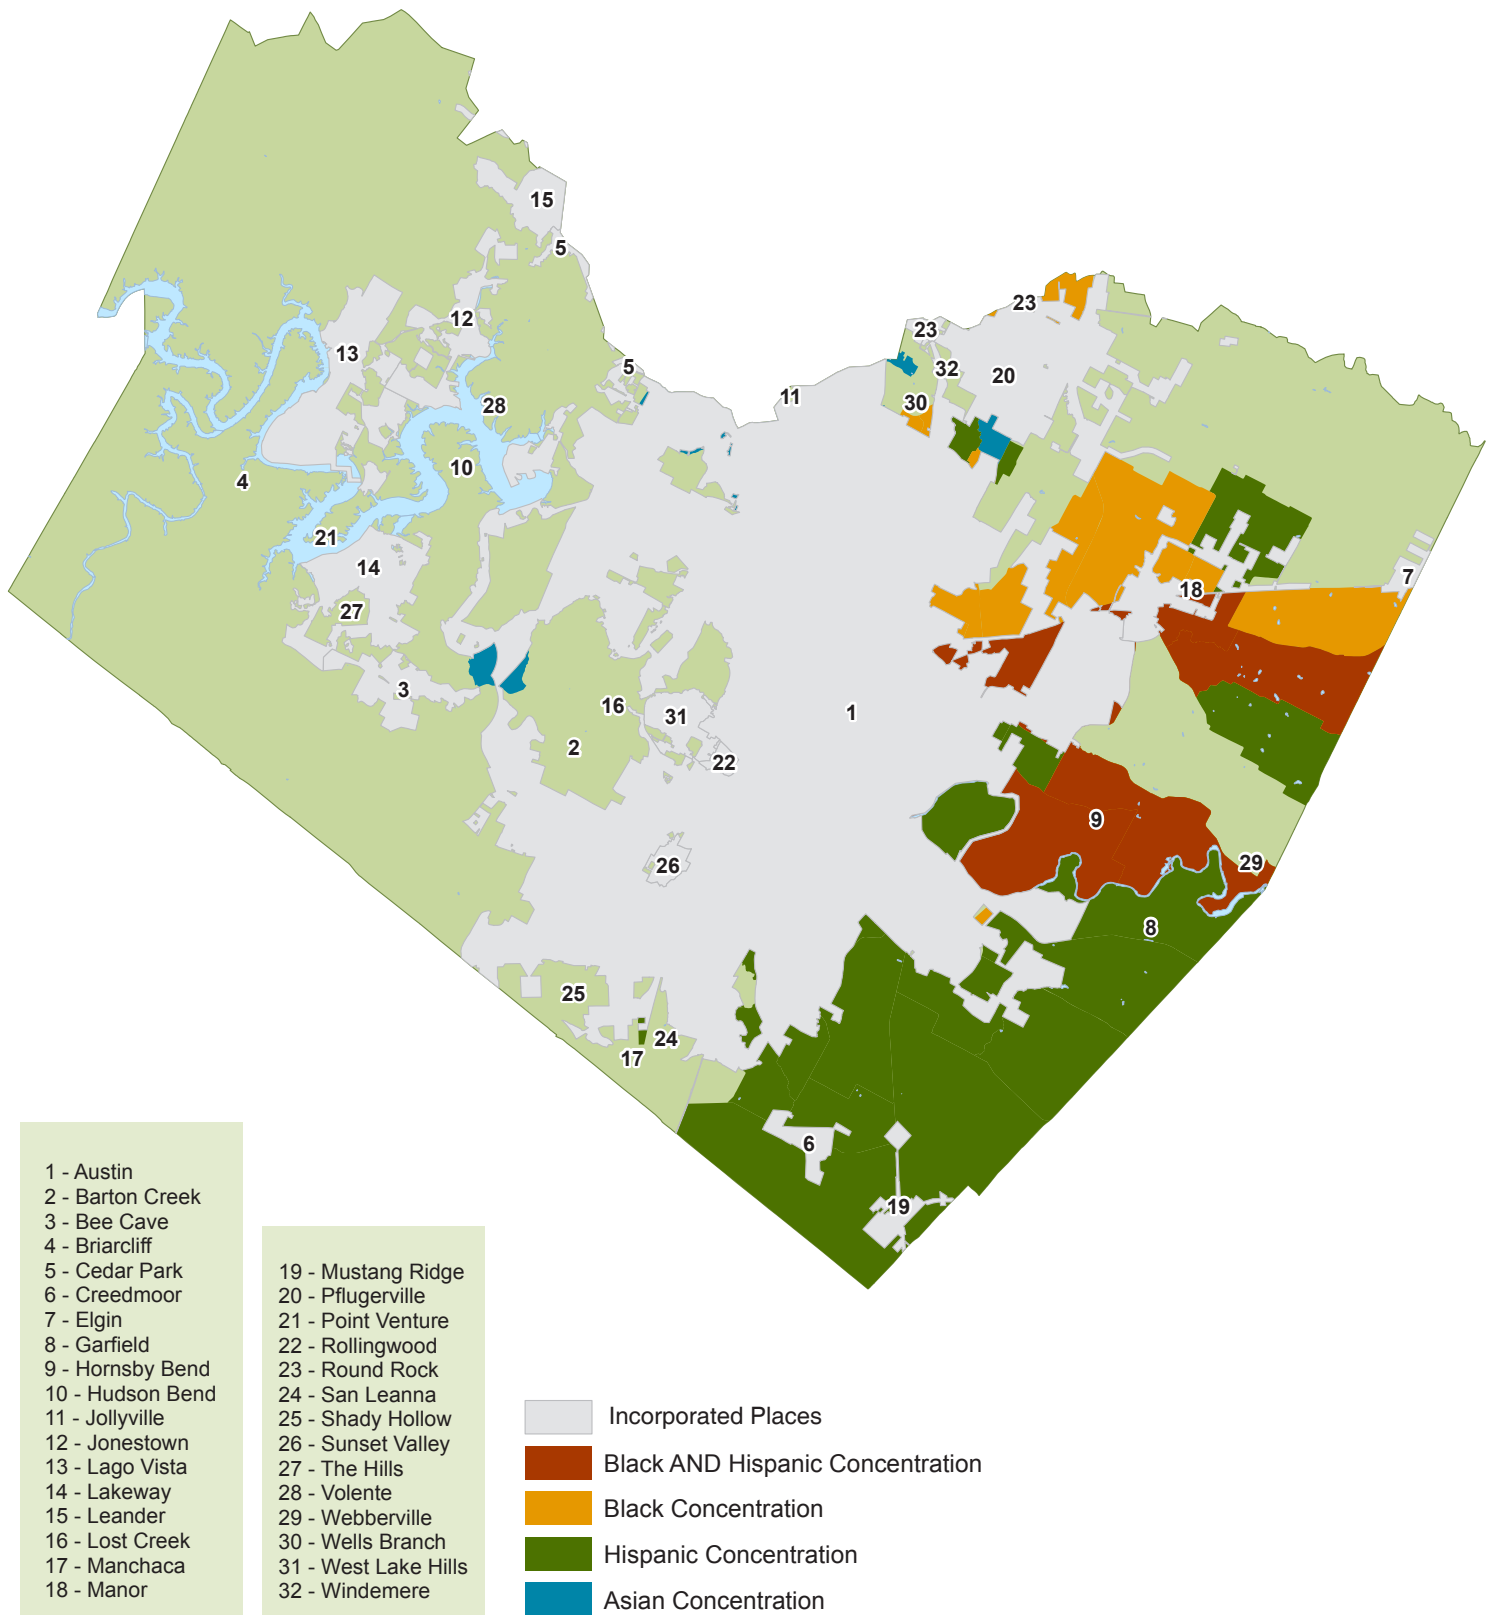 15
5
23
12
23
13
5
32
20
11
28
30
10
4
21
14
7
18
27
3
16
31
1
2
22
9
26
29
8
25
24
17
6
19
1 - Austin
2 - Barton Creek
3 - Bee Cave
4 - Briarcliff
5 - Cedar Park
6 - Creedmoor
7 - Elgin
8 - Garfield
9 - Hornsby Bend
10 - Hudson Bend
11 - Jollyville
12 - Jonestown
13 - Lago Vista
14 - Lakeway
15 - Leander
16 - Lost Creek
17 - Manchaca
18 - Manor
19 - Mustang Ridge
20 - Pflugerville
21 - Point Venture
22 - Rollingwood
23 - Round Rock
24 - San Leanna
25 - Shady Hollow
26 - Sunset Valley
27 - The Hills
28 - Volente
29 - Webberville
30 - Wells Branch
31 - West Lake Hills
32 - Windemere
Incorporated Places
Black AND Hispanic Concentration
Black Concentration
Hispanic Concentration
Asian Concentration